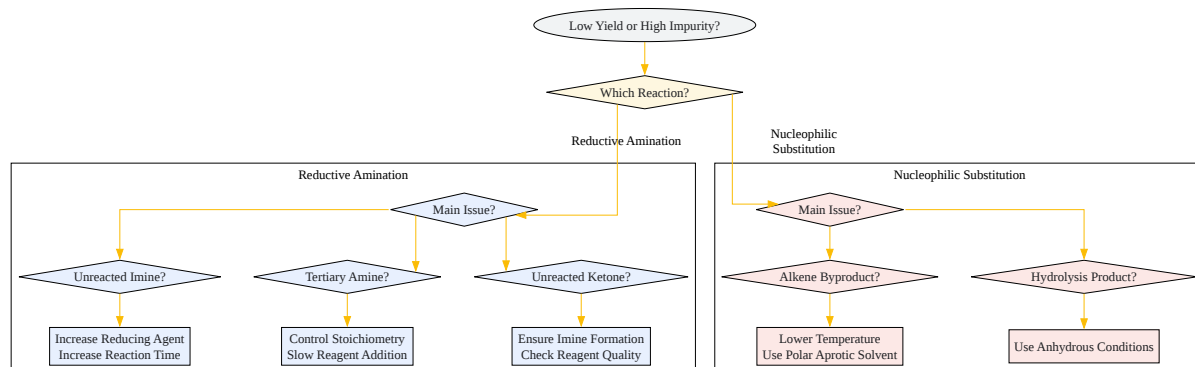 Low Yield or High Impurity?
Which Reaction?
Reductive Amination
Nucleophilic
Substitution
Reductive Amination
Nucleophilic Substitution
Main Issue?
Main Issue?
Unreacted Imine?
Tertiary Amine?
Unreacted Ketone?
Alkene Byproduct?
Hydrolysis Product?
Increase Reducing Agent
Increase Reaction Time
Control Stoichiometry
Slow Reagent Addition
Ensure Imine Formation
Check Reagent Quality
Lower Temperature
Use Polar Aprotic Solvent
Use Anhydrous Conditions